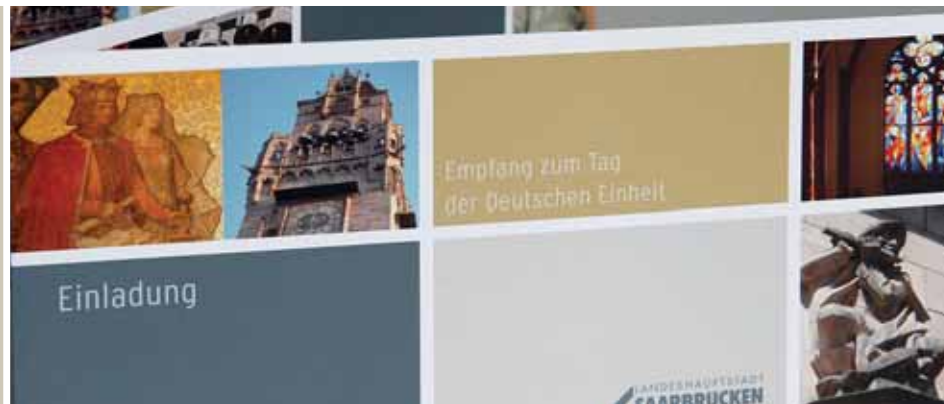 Empfang zum Tag
der Deutschen Einheit
Einladung
LANDESHAUPTSTADT
SAARBRÜCKEN